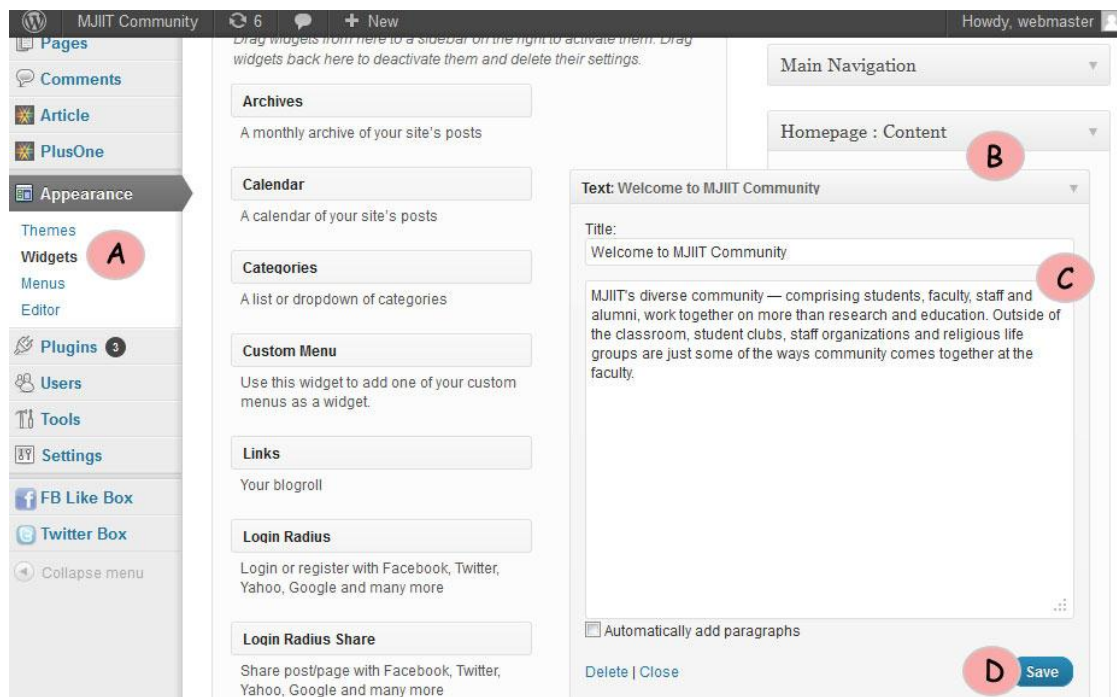 MJIIT Community 6 + New Howdy, webmaster
Pages
Comments
Article
PlusOne
Appearance
Themes
Widgets
A
Menus
Editor
Plugins 3
Users
Tools
Settings
FB Like Box
Twitter Box
Collapse menu
Drag widgets from here to a sidebar on the right to activate them. Drag
widgets back here to deactivate them and delete their settings.
Archives
A monthly archive of your site's posts
Calendar
A calendar of your site's posts
Categories
A list or dropdown of categories
Custom Menu
Use this widget to add one of your custom
menus as a widget.
Links
Your blogroll
Login Radius
Login or register with Facebook, Twitter,
Yahoo, Google and many more
Login Radius Share
Share post/page with Facebook, Twitter,
Yahoo, Google and many more
Main Navigation
Homepage : Content
B
Text: Welcome to MJIIT Community
Title:
Welcome to MJIIT Community
C
MJIIT's diverse community — comprising students, faculty, staff and
alumni, work together on more than research and education. Outside of
the classroom, student clubs, staff organizations and religious life
groups are just some of the ways community comes together at the
faculty.
Automatically add paragraphs
Delete | Close
D
Save